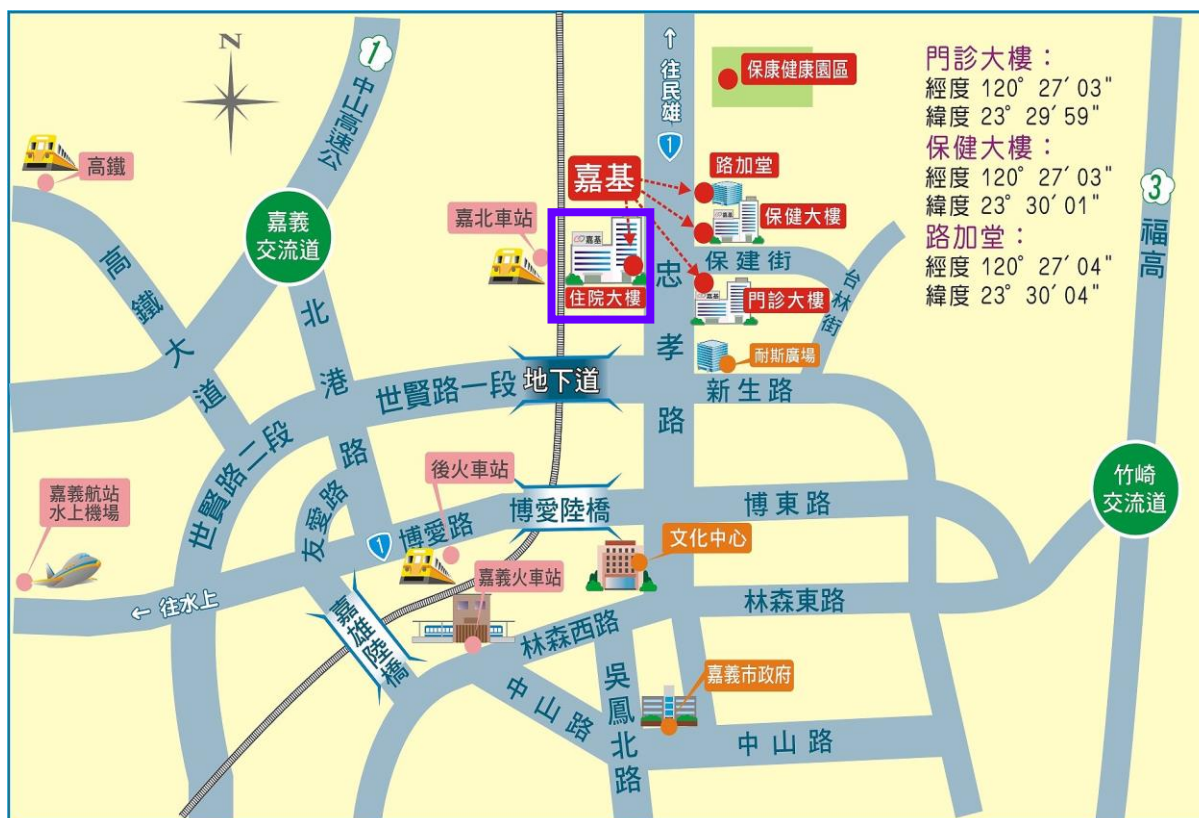 N
1
中山高速公
↑
往民雄
1
保康健康園區
門診大樓：
經度 120° 27′ 03"
緯度 23° 29′ 59"
保健大樓：
經度 120° 27′ 03"
緯度 23° 30′ 01"
路加堂：
經度 120° 27′ 04"
緯度 23° 30′ 04"
3
福高
高鐵
嘉義
交流道
嘉北車站
嘉基
路加堂
保健大樓
嘉基
嘉基
住院大樓
保建街
台林街
嘉基
門診大樓
忠孝路
耐斯廣場
新生路
高鐵大道
北港路
世賢路一段
地下道
世賢路二段
友愛路
後火車站
博愛路
1
博愛陸橋
博東路
竹崎
交流道
嘉義航站
水上機場
文化中心
← 往水上
嘉義火車站
嘉雄陸橋
林森西路
林森東路
中山路
吳鳳北路
嘉義市政府
中山路